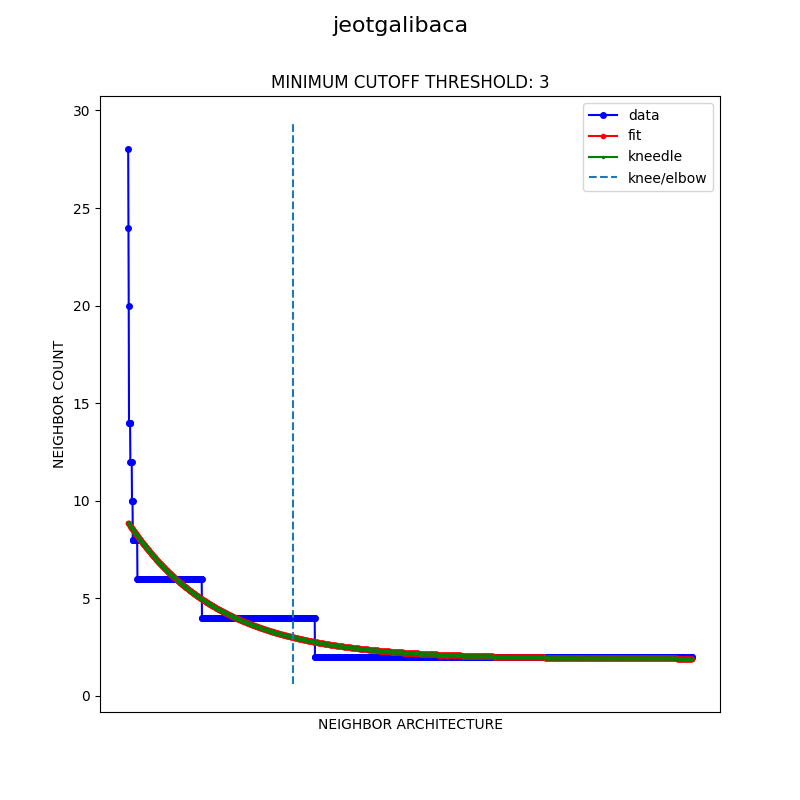 jeotgalibaca
MINIMUM CUTOFF THRESHOLD: 3
30
25
20
15
10
5
0
NEIGHBOR COUNT
data
fit
kneedle
knee/elbow
NEIGHBOR ARCHITECTURE